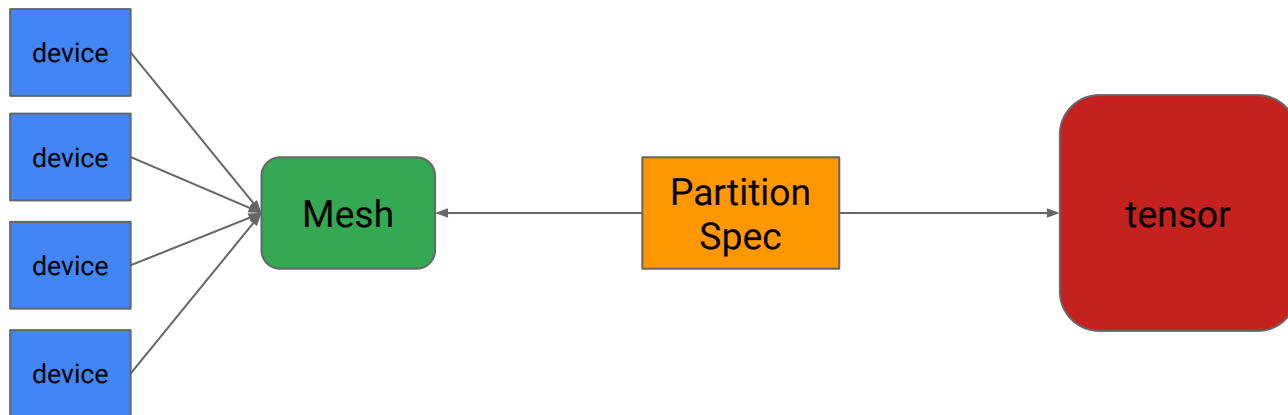 device
device
device
device
Mesh
Partition
Spec
tensor